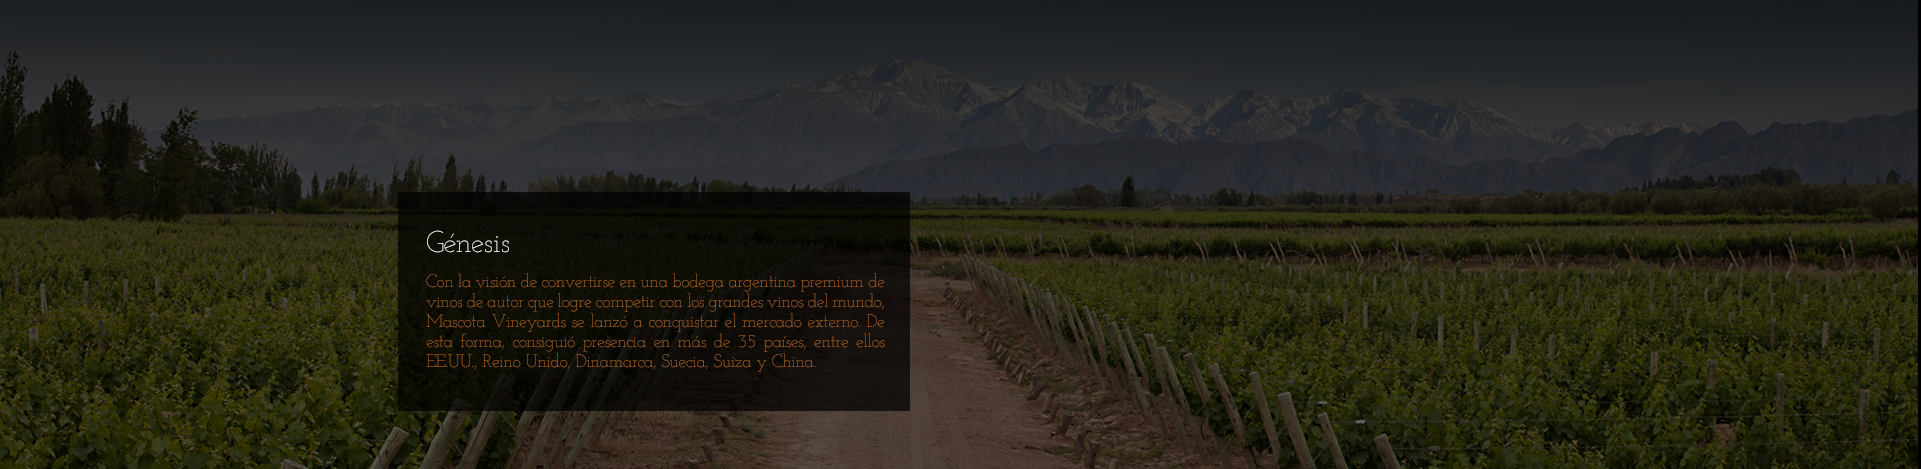 Génesis
Con la visión de convertirse en una bodega argentina premium de
vinos de autor que logre competir con los grandes vinos del mundo,
Mascota Vineyards se lanzó a conquistar el mercado externo. De
esta forma, consiguió presencia en más de 35 países, entre ellos
EE.UU., Reino Unido, Dinamarca, Suecia, Suiza y China.